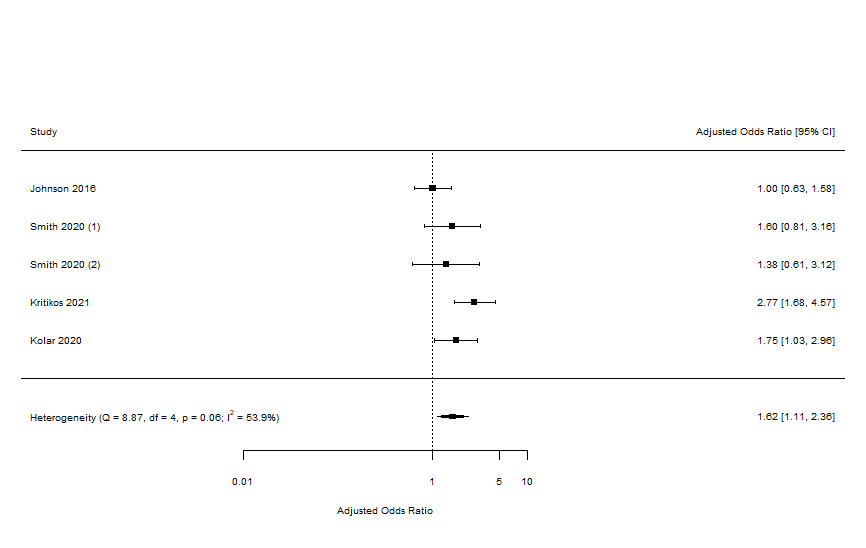 Study Adjusted Odds Ratio [95% CI]
Johnson 2016 1.00 [0.63, 1.58]
Smith 2020 (1) 1.60 [0.81, 3.16]
Smith 2020 (2) 1.38 [0.61, 3.12]
Kritikos 2021 2.77 [1.68, 4.57]
Kolar 2020 1.75 [1.03, 2.96]
Heterogeneity (Q = 8.87, df = 4, p = 0.06; I² = 53.9%) 1.62 [1.11, 2.36]
0.01 1 5 10
Adjusted Odds Ratio